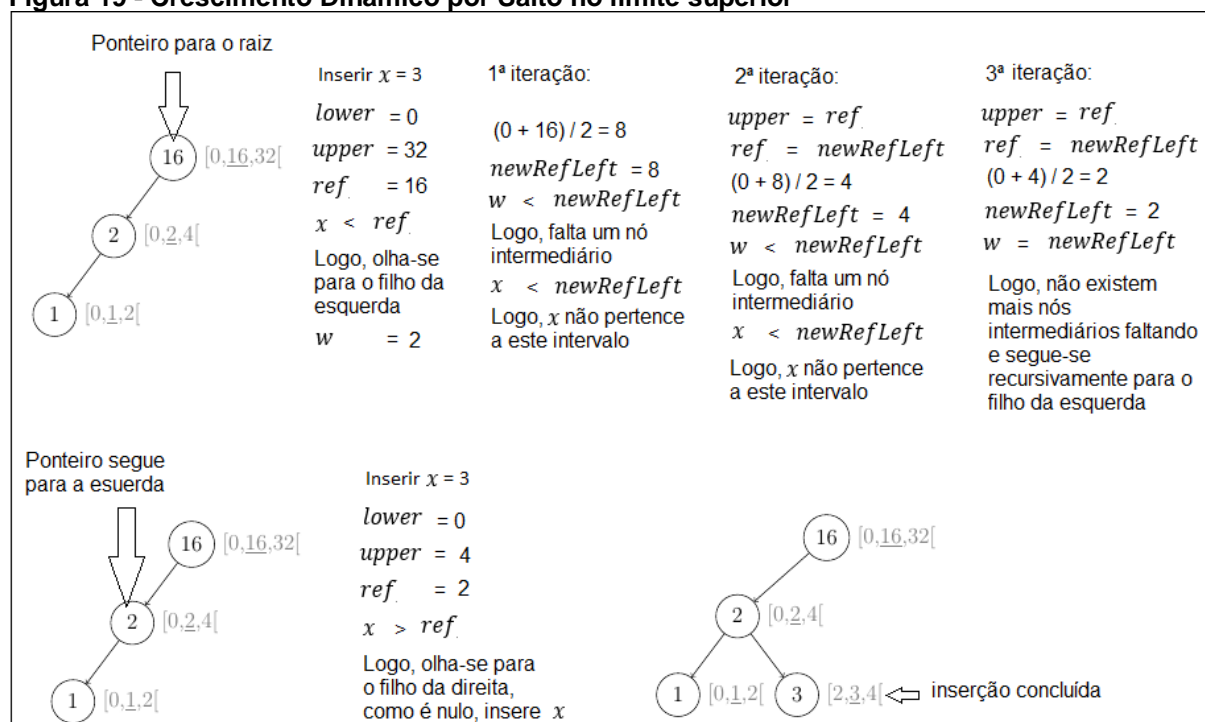 Figura 19 - Crescimento Dinâmico por Salto no limite superior
Ponteiro para o raiz
16 [0,16,32[
2 [0,2,4[
1 [0,1,2[
Inserir x = 3
lower = 0
upper = 32
ref = 16
x < ref
Logo, olha-se
para o filho da
esquerda
w = 2
1ª iteração:
(0 + 16) / 2 = 8
newRefLeft = 8
w < newRefLeft
Logo, falta um nó
intermediário
x < newRefLeft
Logo, x não pertence
a este intervalo
2ª iteração:
upper = ref
ref = newRefLeft
(0 + 8) / 2 = 4
newRefLeft = 4
w < newRefLeft
Logo, falta um nó
intermediário
x < newRefLeft
Logo, x não pertence
a este intervalo
3ª iteração:
upper = ref
ref = newRefLeft
(0 + 4) / 2 = 2
newRefLeft = 2
w = newRefLeft
Logo, não existem
mais nós
intermediários faltando
e segue-se
recursivamente para o
filho da esquerda
Ponteiro segue
para a esuerda
16 [0,16,32[
2 [0,2,4[
1 [0,1,2[
Inserir x = 3
lower = 0
upper = 4
ref = 2
x > ref
Logo, olha-se para
o filho da direita,
como é nulo, insere x
16 [0,16,32[
2 [0,2,4[
1 [0,1,2[ 3 [2,3,4[ inserção concluída